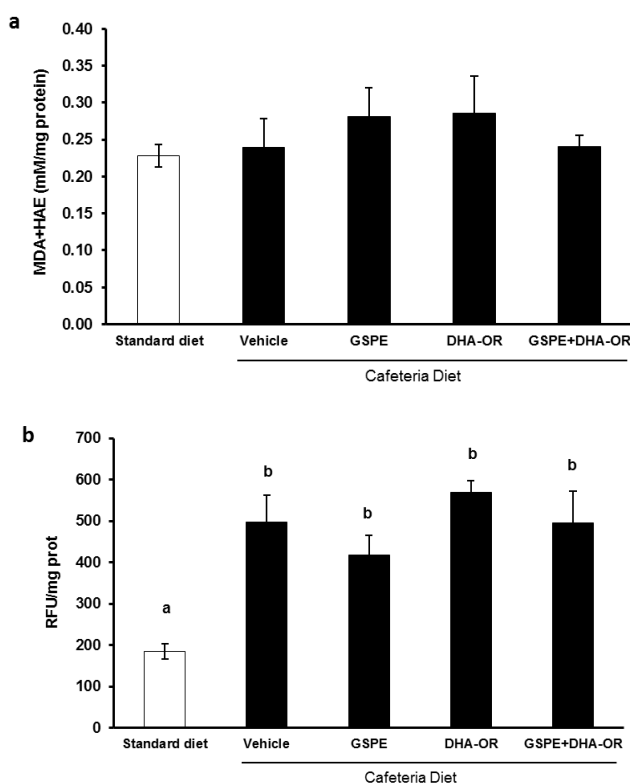 a
MDA+HAE (mM/mg protein)
0.40
0.35
0.30
0.25
0.20
0.15
0.10
0.05
0.00
Standard diet Vehicle GSPE DHA-OR GSPE+DHA-OR
Cafeteria Diet
b
RFU/mg prot
700
600
500
400
300
200
100
0
a b b b b
Standard diet Vehicle GSPE DHA-OR GSPE+DHA-OR
Cafeteria Diet